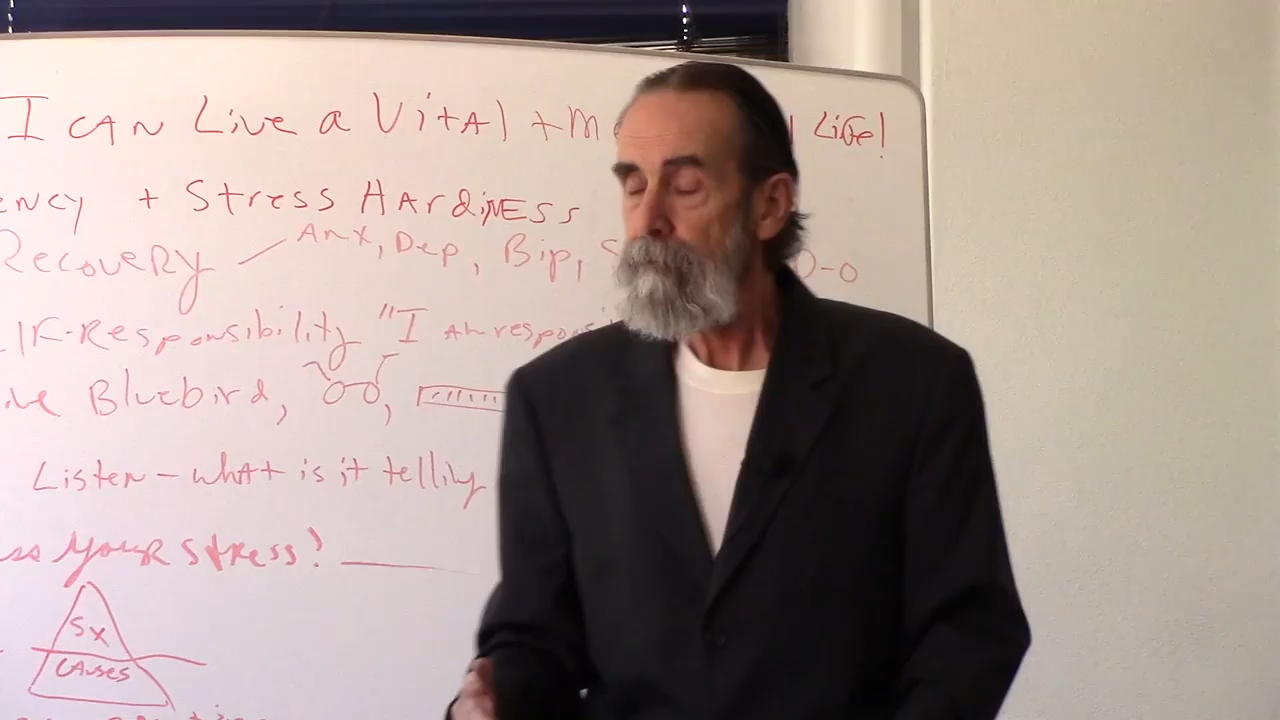 I CAN Live a Vital + M Life!
ency + Stress Hardiness
Recovery — Anx, Dep, Bip, S O-O
lf-Responsibility "I am respons
Bluebird,
Listen - what is it telling
ss your stress!
Sx
Causes